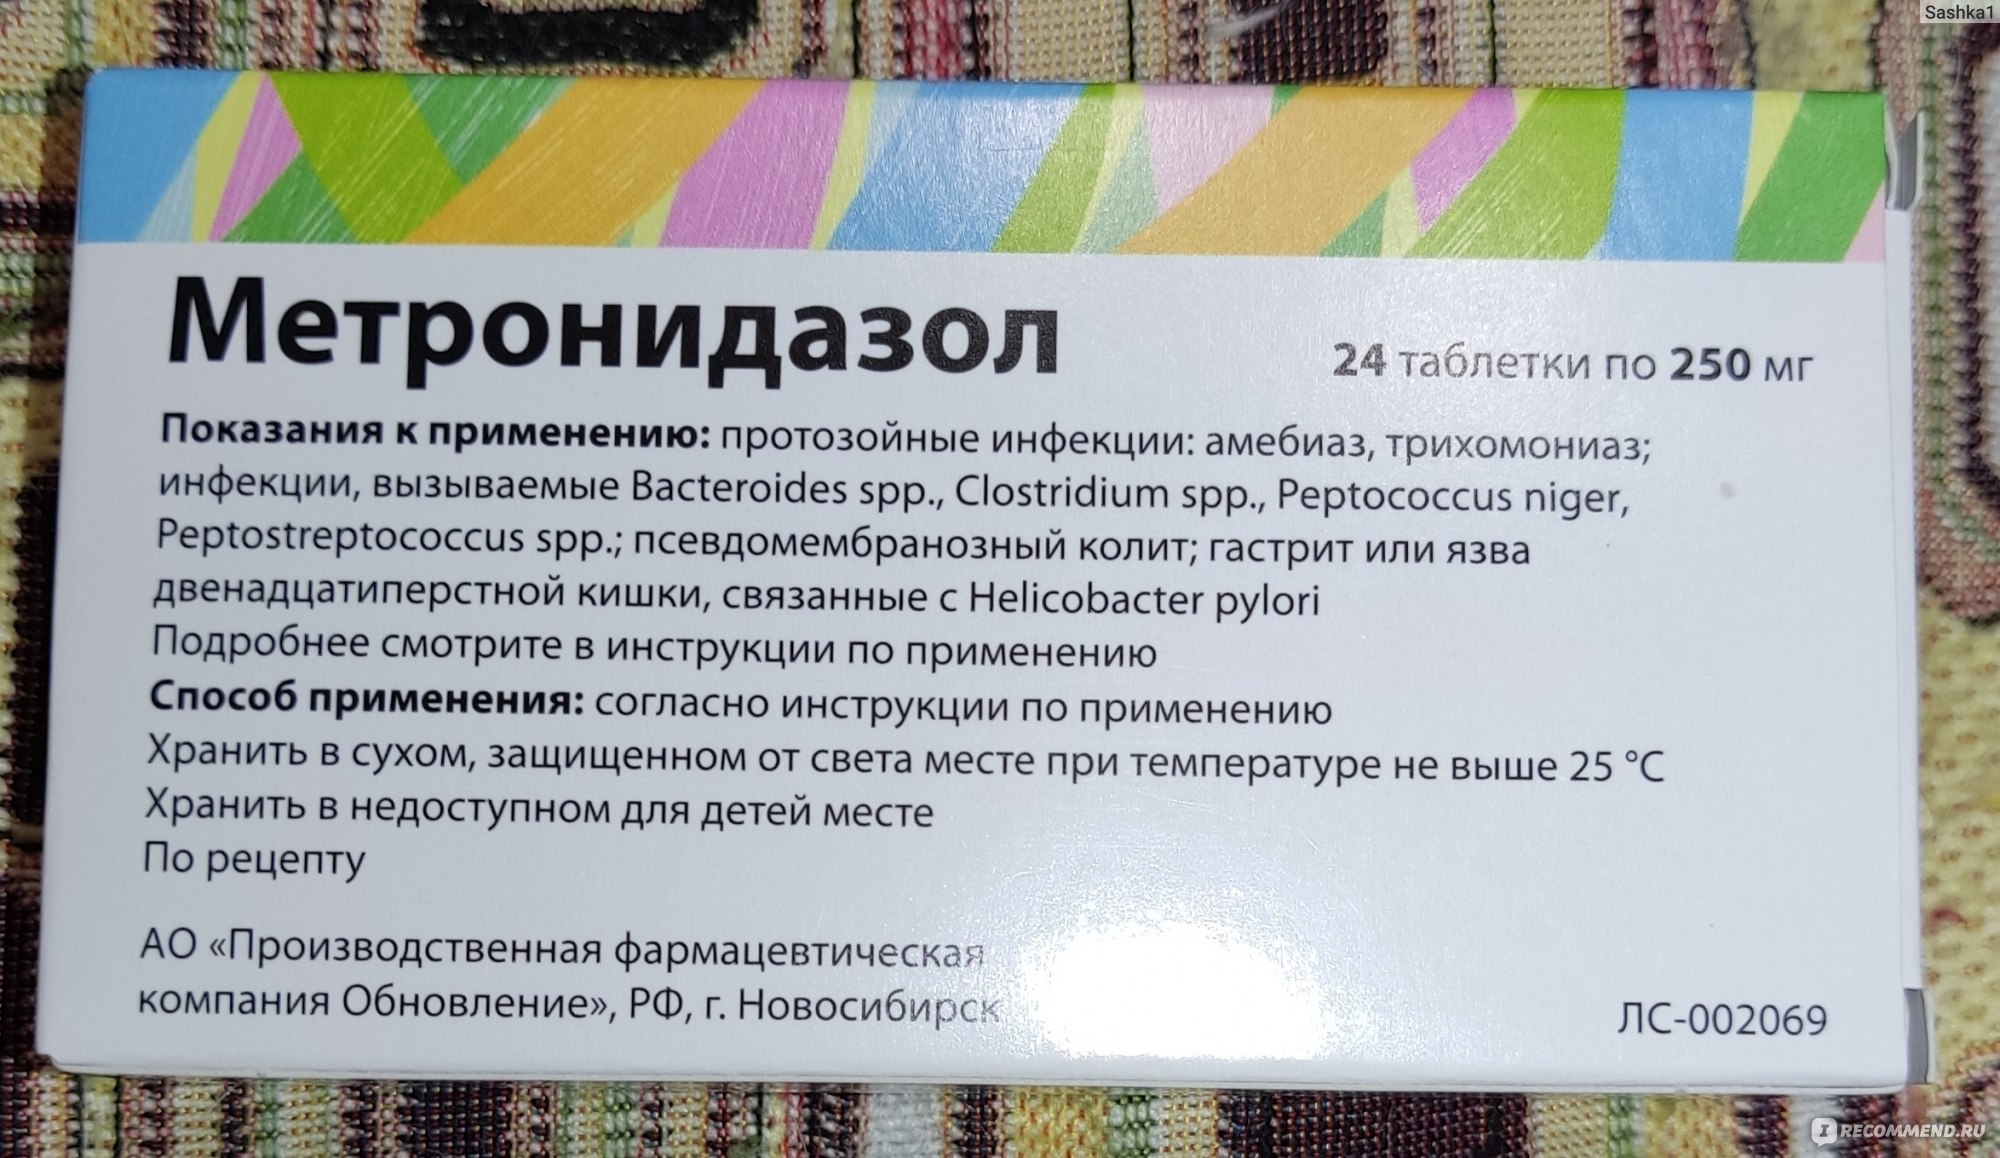 Sashka1
Метронидазол
24 таблетки по 250 мг
Показания к применению: протозойные инфекции: амебиаз, трихомониаз;
инфекции, вызываемые Bacteroides spp., Clostridium spp., Peptococcus niger,
Peptostreptococcus spp.; псевдомембранозный колит; гастрит или язва
двенадцатиперстной кишки, связанные с Helicobacter pylori
Подробнее смотрите в инструкции по применению
Способ применения: согласно инструкции по применению
Хранить в сухом, защищенном от света месте при температуре не выше 25 °C
Хранить в недоступном для детей месте
По рецепту
АО «Производственная фармацевтическая
компания Обновление», РФ, г. Новосибирск
ЛС-002069
I RECOMMEND.RU